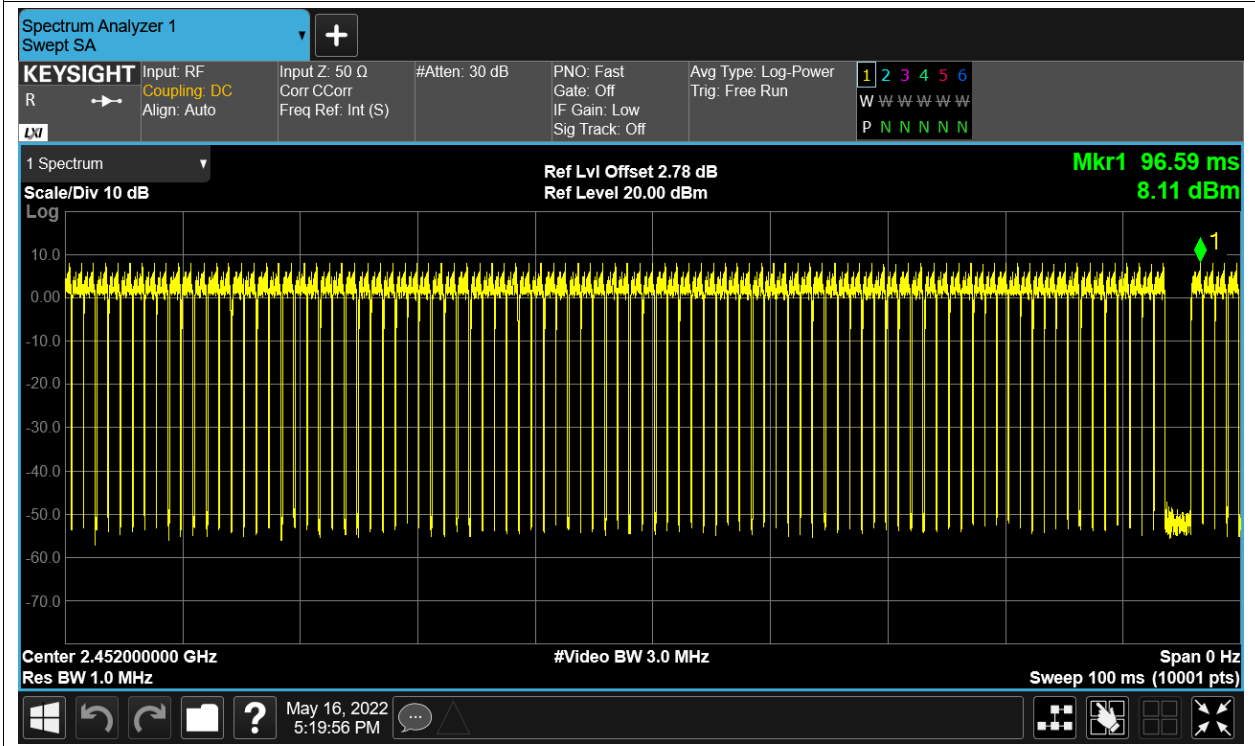 Spectrum Analyzer 1
Swept SA
+
KEYSIGHT
R
LXI
Input: RF
Coupling: DC
Align: Auto
Input Z: 50 Ω
Corr CCorr
Freq Ref: Int (S)
#Atten: 30 dB
PNO: Fast
Gate: Off
IF Gain: Low
Sig Track: Off
Avg Type: Log-Power
Trig: Free Run
1 2 3 4 5 6
W W W W W W
P N N N N N
1 Spectrum
Scale/Div 10 dB
Log
Ref Lvl Offset 2.78 dB
Ref Level 20.00 dBm
Mkr1 96.59 ms
8.11 dBm
1
10.0
0.00
-10.0
-20.0
-30.0
-40.0
-50.0
-60.0
-70.0
Center 2.452000000 GHz
Res BW 1.0 MHz
#Video BW 3.0 MHz
Span 0 Hz
Sweep 100 ms (10001 pts)
?
May 16, 2022
5:19:56 PM